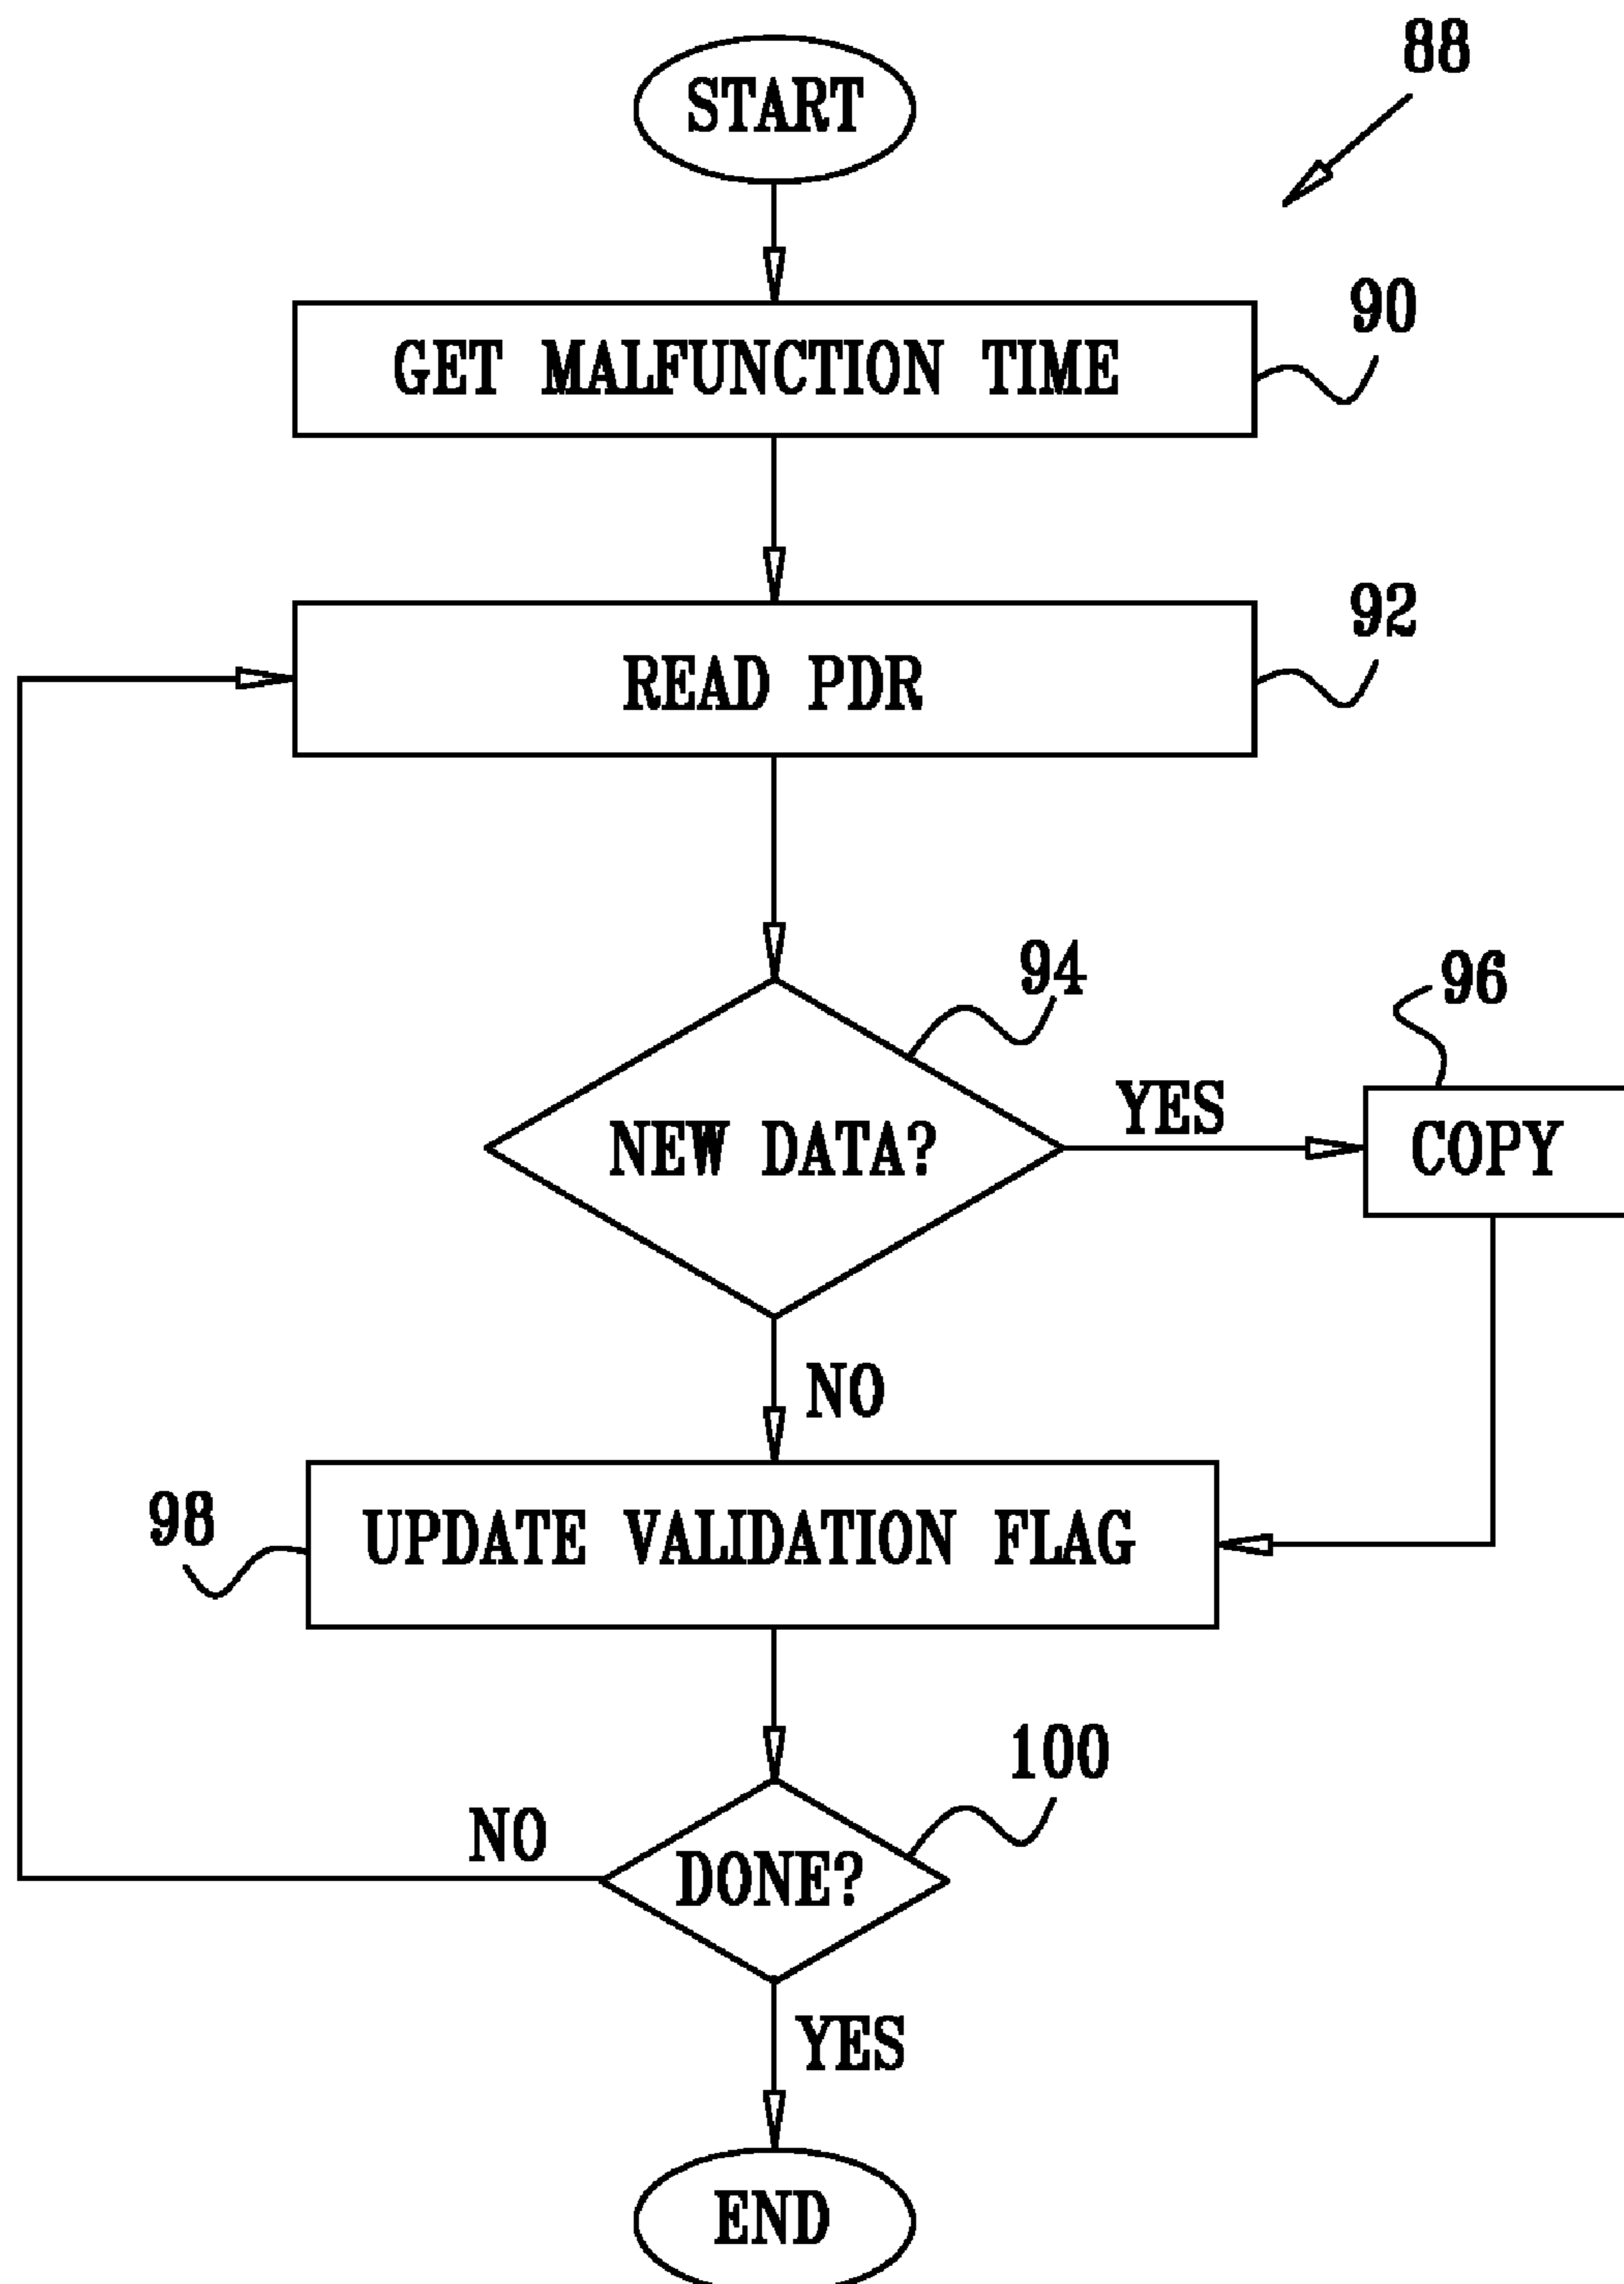 START
88
GET MALFUNCTION TIME
90
READ PDR
92
94
NEW DATA?
YES
96
COPY
NO
98
UPDATE VALIDATION FLAG
100
NO
DONE?
YES
END